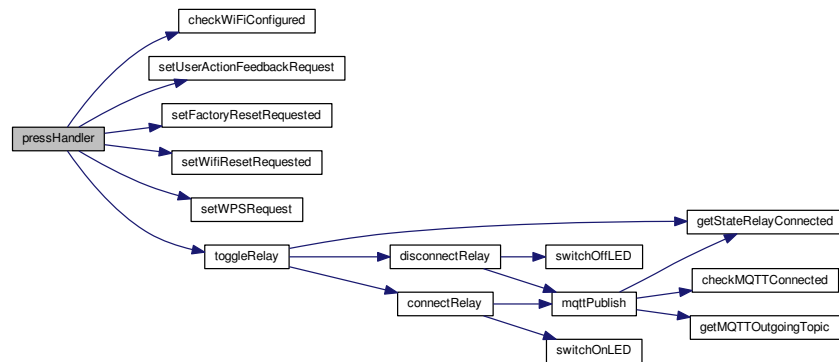 checkWiFiConfigured
setUserActionFeedbackRequest
setFactoryResetRequested
pressHandler
setWifiResetRequested
setWPSRequest
getStateRelayConnected
toggleRelay
disconnectRelay
switchOffLED
checkMQTTConnected
connectRelay
mqttPublish
getMQTTOutgoingTopic
switchOnLED